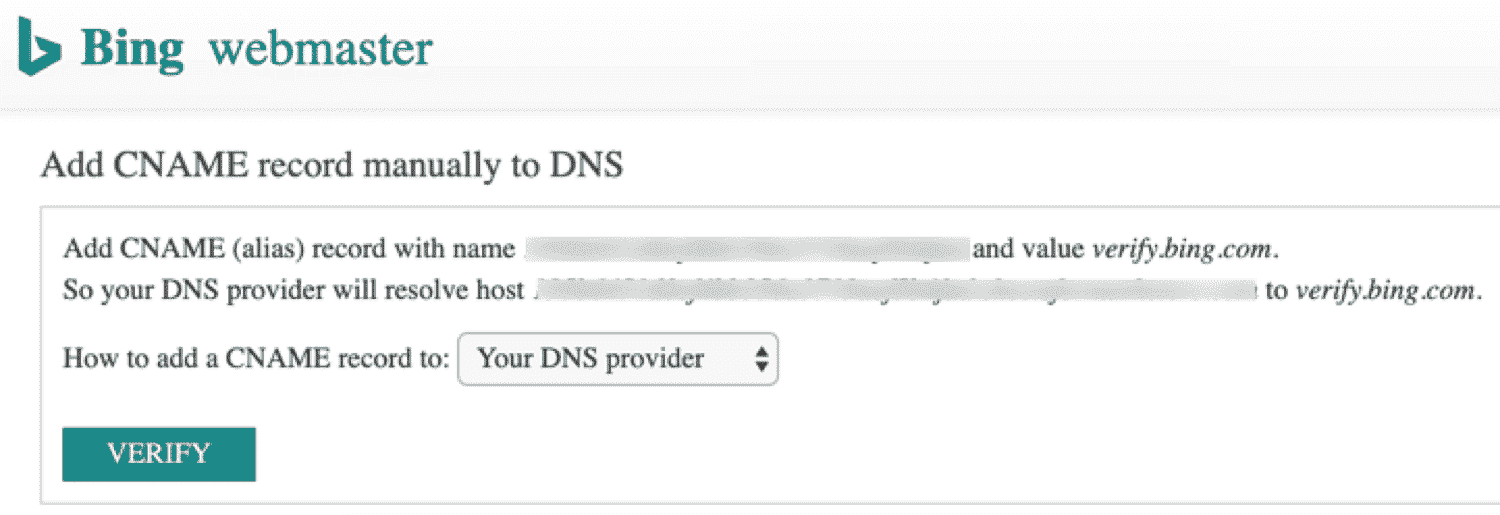 Bing webmaster
Add CNAME record manually to DNS
Add CNAME (alias) record with name and value verify.bing.com.
So your DNS provider will resolve host to verify.bing.com.
How to add a CNAME record to: Your DNS provider
VERIFY